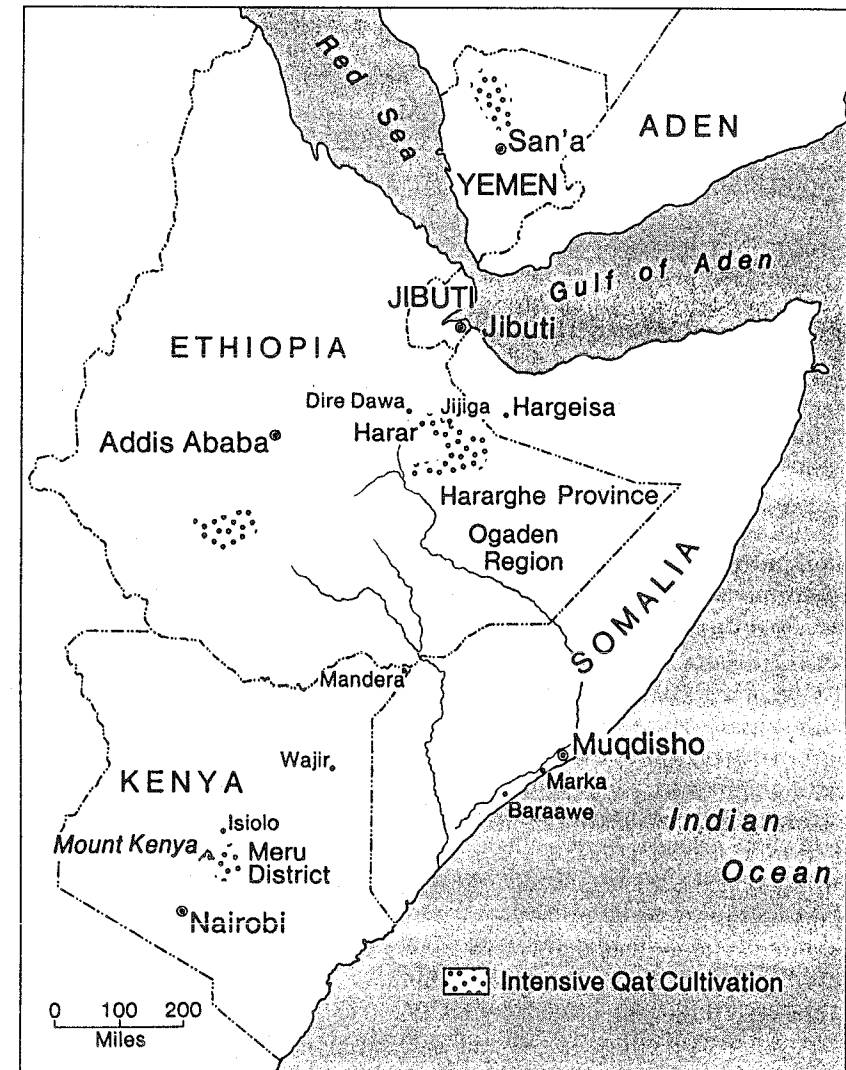 Red Sea
ADEN
San'a
YEMEN
Gulf of Aden
JIBUTI
Jibuti
ETHIOPIA
Dire Dawa
Jijiga
Hargeisa
Harar
Addis Ababa
Hararghe Province
Ogaden
Region
SOMALIA
Mandera
Muqdisho
Wajir
Marka
KENYA
Baraawe
Isiolo
Indian
Ocean
Mount Kenya
Meru
District
Nairobi
Intensive Qat Cultivation
0 100 200
Miles